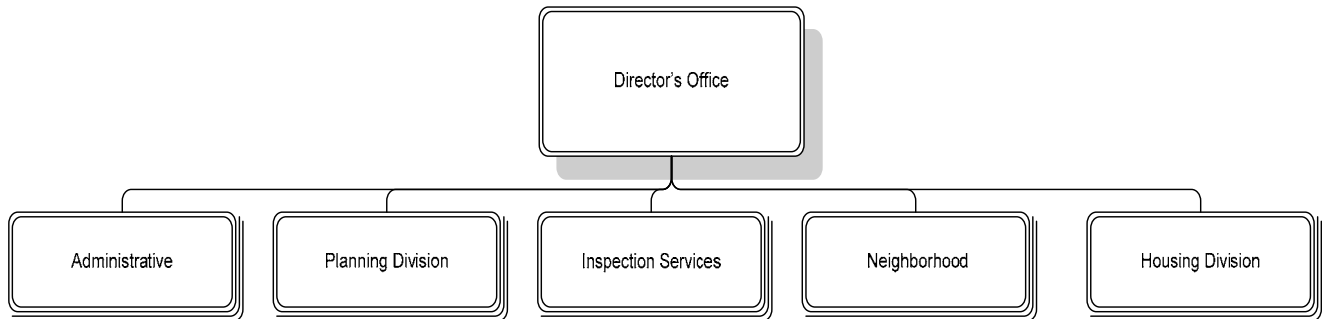 Director's Office
Administrative
Planning Division
Inspection Services
Neighborhood
Housing Division